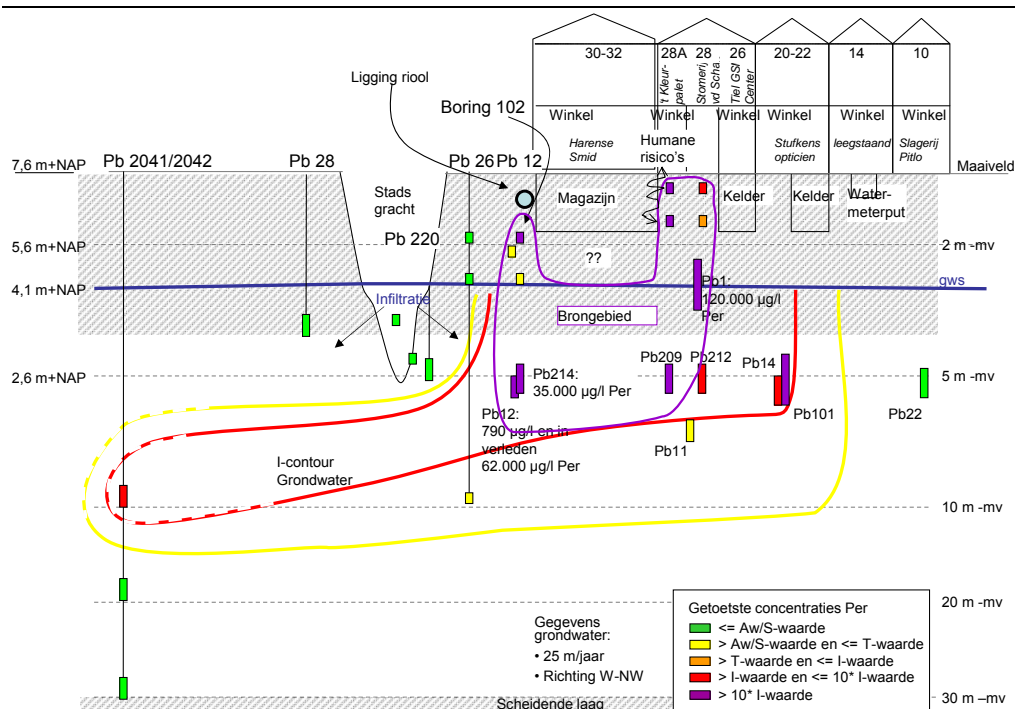 30-32
28A
28
26
20-22
14
10
't Kleur-
palet
Stomerij
vd Scha..
Tiel GSM
Center
Ligging riool
Boring 102
Winkel
Winkel
Winkel
Winkel
Winkel
Winkel
Harense
Smid
Humane
risico's
Stufkens
opticien
leegstaand
Slagerij
Pitlo
7,6 m+NAP
Pb 2041/2042
Pb 28
Pb 26
Pb 12
Maaiveld
Stads
gracht
Magazijn
Kelder
Kelder
Water-
meterput
Pb 220
5,6 m+NAP
2 m -mv
??
4,1 m+NAP
gws
Infiltratie
Pb1:
120.000 µg/l
Per
Brongebied
2,6 m+NAP
Pb214:
35.000 µg/l Per
Pb209
Pb212
Pb14
5 m -mv
Pb12:
790 µg/l en in
verleden
62.000 µg/l Per
Pb101
Pb22
Pb11
I-contour
Grondwater
10 m -mv
20 m -mv
Gegevens
grondwater:
• 25 m/jaar
• Richting W-NW
Getoetste concentraties Per
<= Aw/S-waarde
> Aw/S-waarde en <= T-waarde
> T-waarde en <= I-waarde
> I-waarde en <= 10* I-waarde
> 10* I-waarde
Scheidende laag
30 m –mv